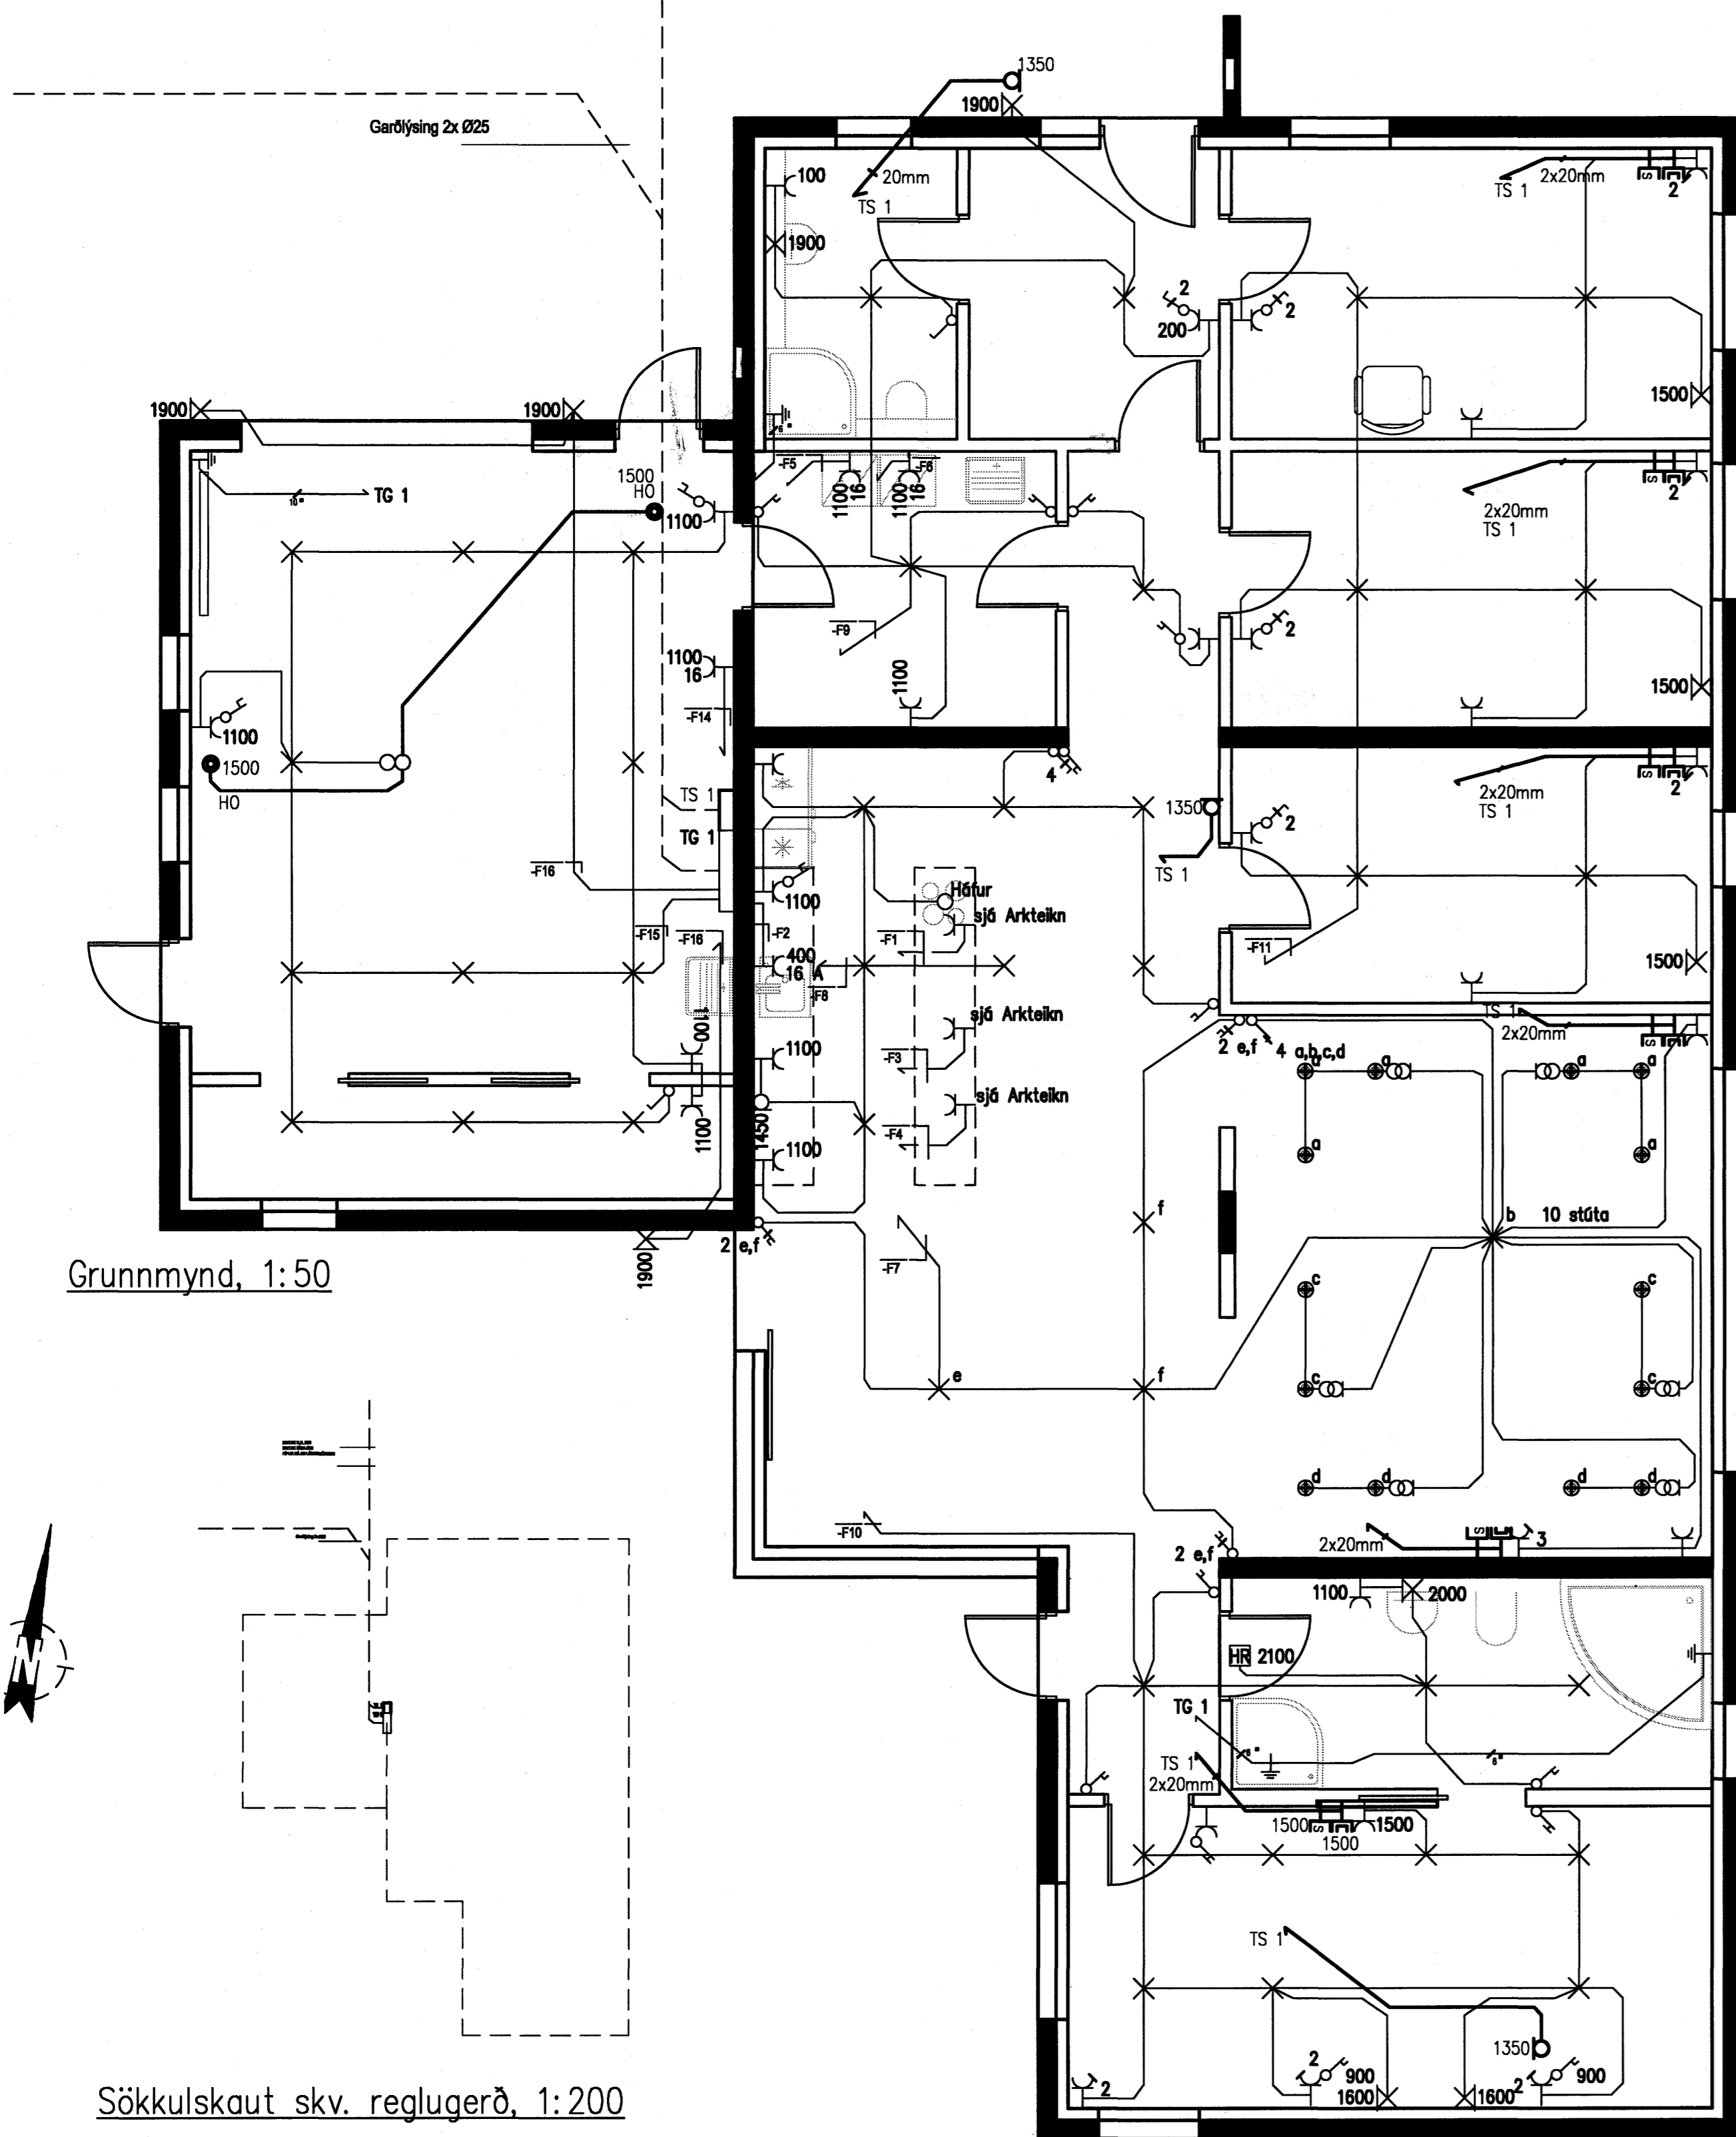 1350
1900
Garðlýsing 2x Ø25
100
20mm
TS 1
2x20mm
TS 1
2
1900
2
200
2
1500
1900
1900
-F5
-F6
1100
16
1100
16
TG 1
1500
HO
1100
2x20mm
TS 1
2
-F9
2
1100
16
1100
1500
-F14
1100
1500
HO
4
TS 1
TG 1
1350
TS 1
2x20mm
TS 1
2
2
-F16
1100
Háfur
sjá Arkteikn
-F15
-F16
-F2
-F1
400
16 A
-F8
-F11
1500
1100
sjá Arkteikn
TS 1
2x20mm
2 e,f
4 a,b,c,d
1100
-F3
a
a
a
a
sjá Arkteikn
1100
1450
-F4
1100
a
a
f
b
10 stúta
2 e,f
1900
-F7
Grunnmynd, 1:50
c
c
e
f
c
c
d
d
d
d
-F10
2 e,f
2x20mm
3
1100
2000
HR 2100
TG 1
TS 1
2x20mm
1500
1500
1500
TS 1
1350
2
2
900
1600
1600
2
900
Sökkulskaut skv. reglugerð, 1:200